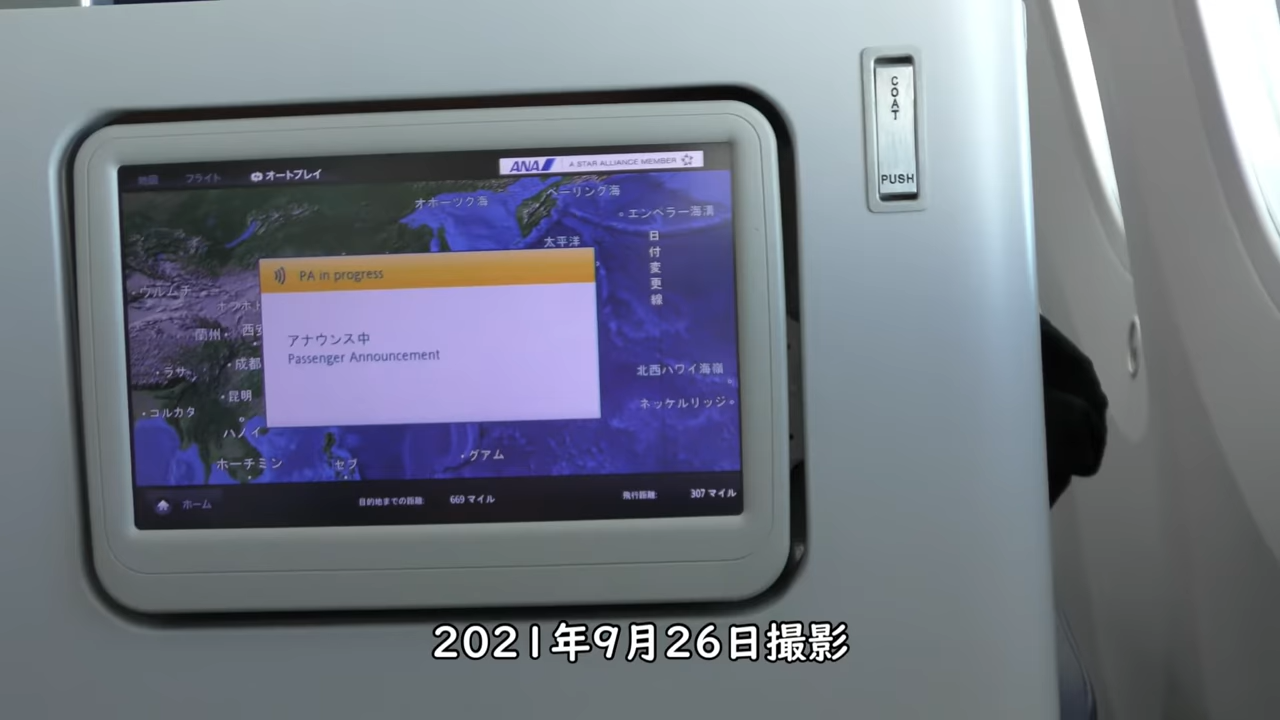 COAT
PUSH
地図 フライト オートプレイ
ANA A STAR ALLIANCE MEMBER
オホーツク海
ベーリング海
エンペラー海溝
太平洋
日付変更線
PA in progress
ウルムチ
蘭州
アナウンス中
Passenger Announcement
ラサ
成都
昆明
コルカタ
ハノイ
ホーチミン
セブ
グアム
北西ハワイ海嶺
ネッケルリッジ
ホーム
目的地までの距離: 669 マイル
飛行距離: 307 マイル
2021年9月26日撮影